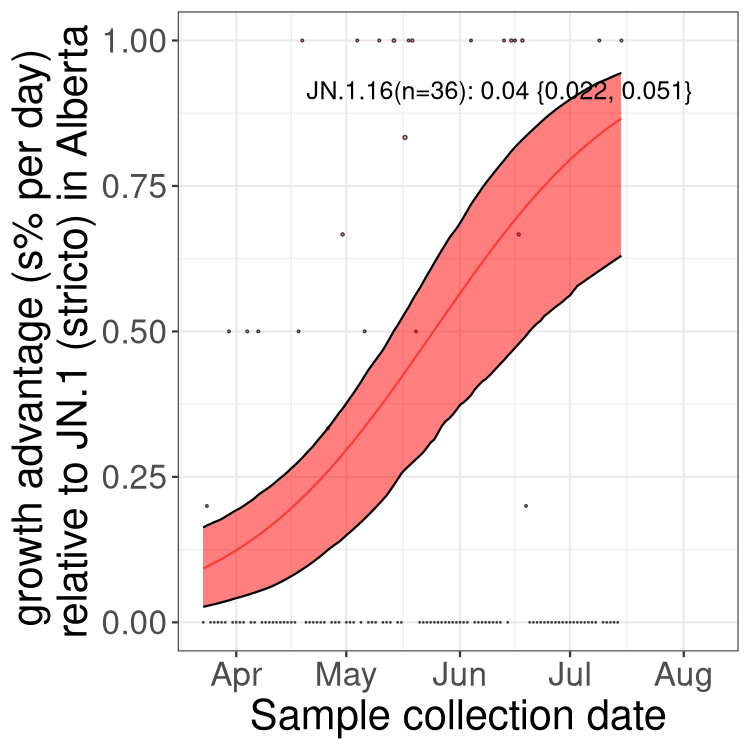 growth advantage (s% per day)
relative to JN.1 (stricto) in Alberta
1.00
0.75
0.50
0.25
0.00
JN.1.16(n=36): 0.04 {0.022, 0.051}
Apr May Jun Jul Aug
Sample collection date